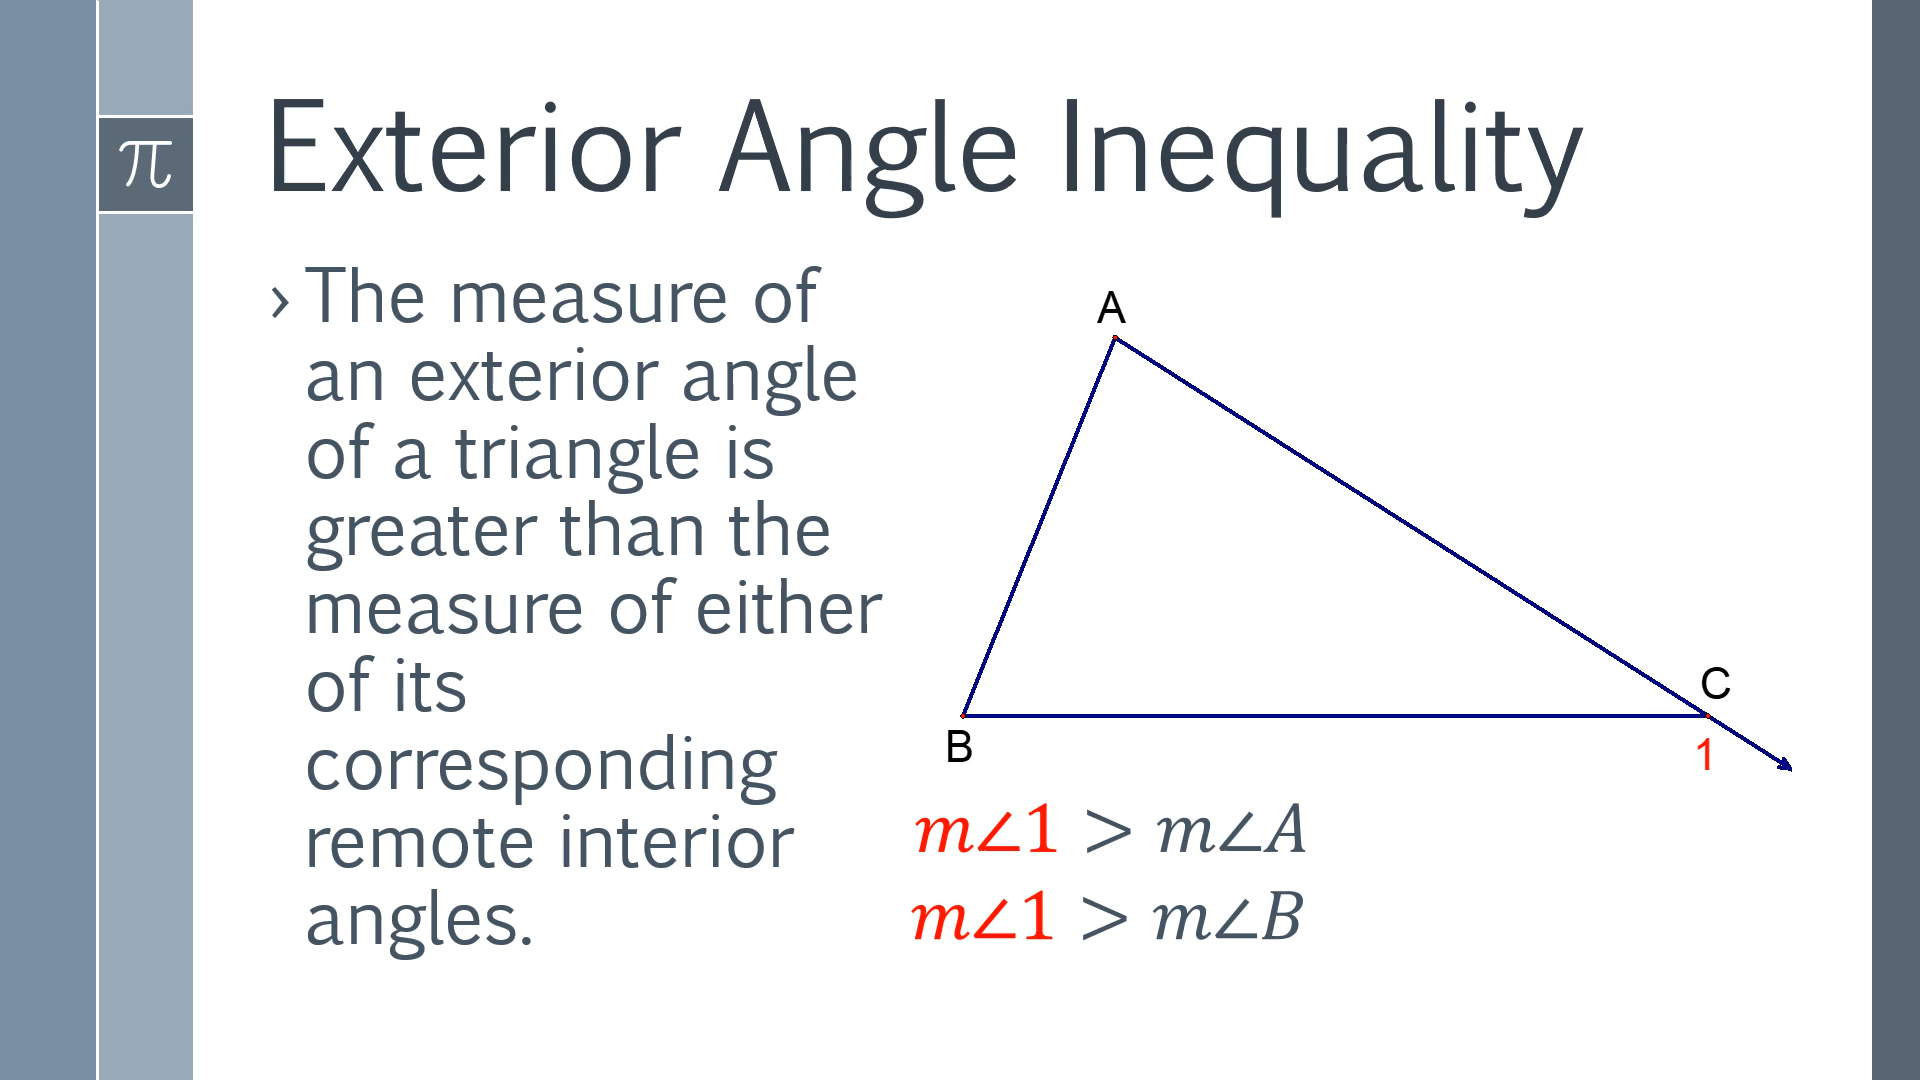 π
Exterior Angle Inequality
› The measure of
an exterior angle
of a triangle is
greater than the
measure of either
of its
corresponding
remote interior
angles.
A
C
B
1
m∠1 > m∠A
m∠1 > m∠B